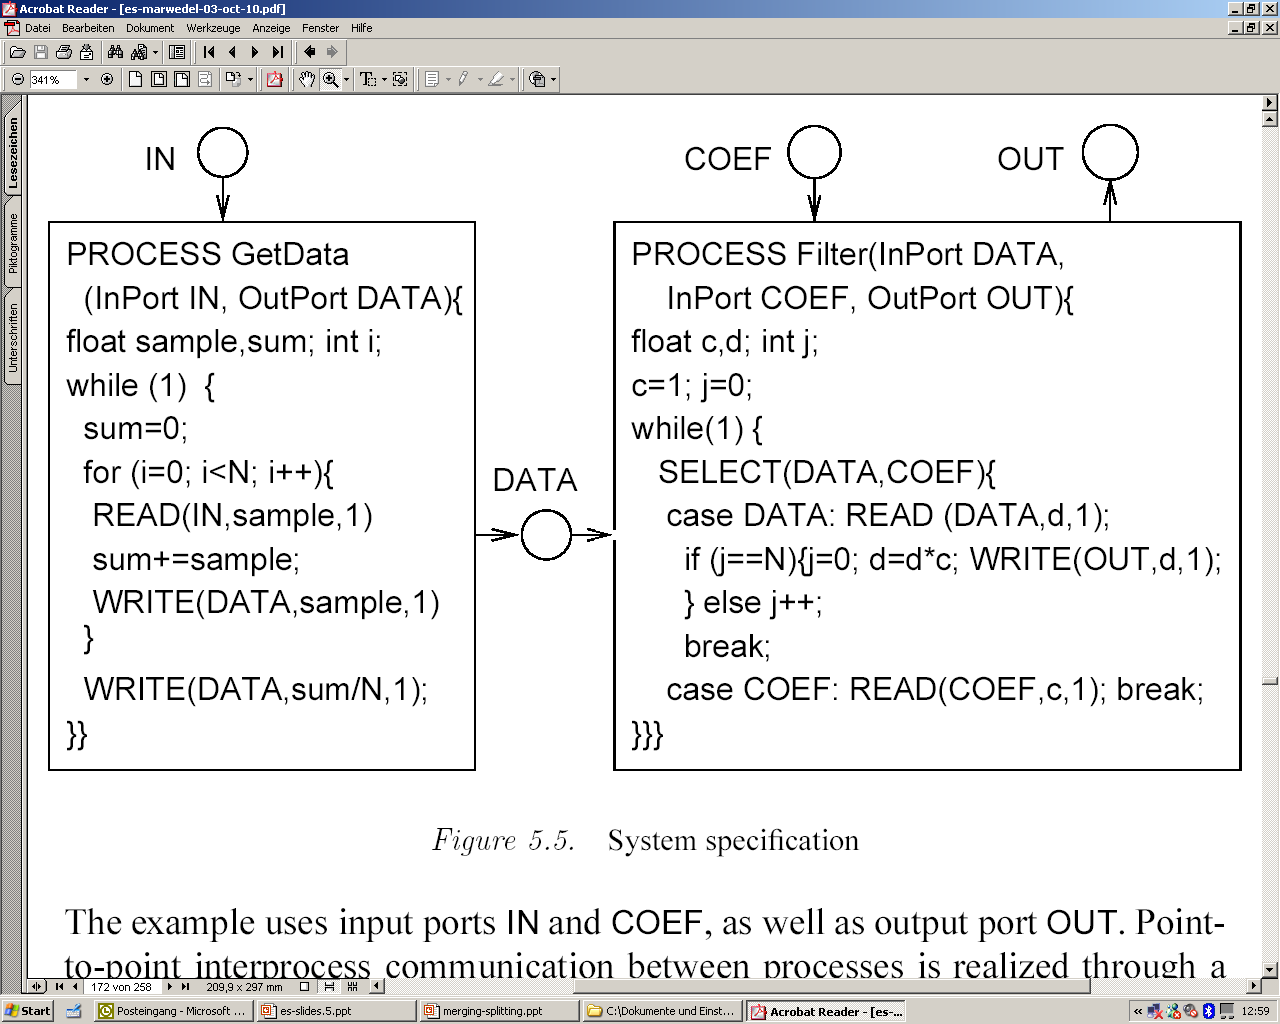 Acrobat Reader - [es-marwedel-03-oct-10.pdf]
Datei Bearbeiten Dokument Werkzeuge Anzeige Fenster Hilfe
341%
Lesezeichen
Piktogramme
Unterschriften
IN
COEF
OUT
PROCESS GetData
(InPort IN, OutPort DATA){
float sample,sum; int i;
while (1) {
sum=0;
for (i=0; i<N; i++){
READ(IN,sample,1)
sum+=sample;
WRITE(DATA,sample,1)
}
WRITE(DATA,sum/N,1);
}}
DATA
PROCESS Filter(InPort DATA,
InPort COEF, OutPort OUT){
float c,d; int j;
c=1; j=0;
while(1) {
SELECT(DATA,COEF){
case DATA: READ (DATA,d,1);
if (j==N){j=0; d=d*c; WRITE(OUT,d,1);
} else j++;
break;
case COEF: READ(COEF,c,1); break;
}}}
Figure 5.5. System specification
The example uses input ports IN and COEF, as well as output port OUT. Point-
to-point interprocess communication between processes is realized through a
172 von 258
209,9 x 297 mm
Start
Posteingang - Microsoft ...
es-slides.5.ppt
merging-splitting.ppt
C:\Dokumente und Einst...
Acrobat Reader - [es-...
12:59